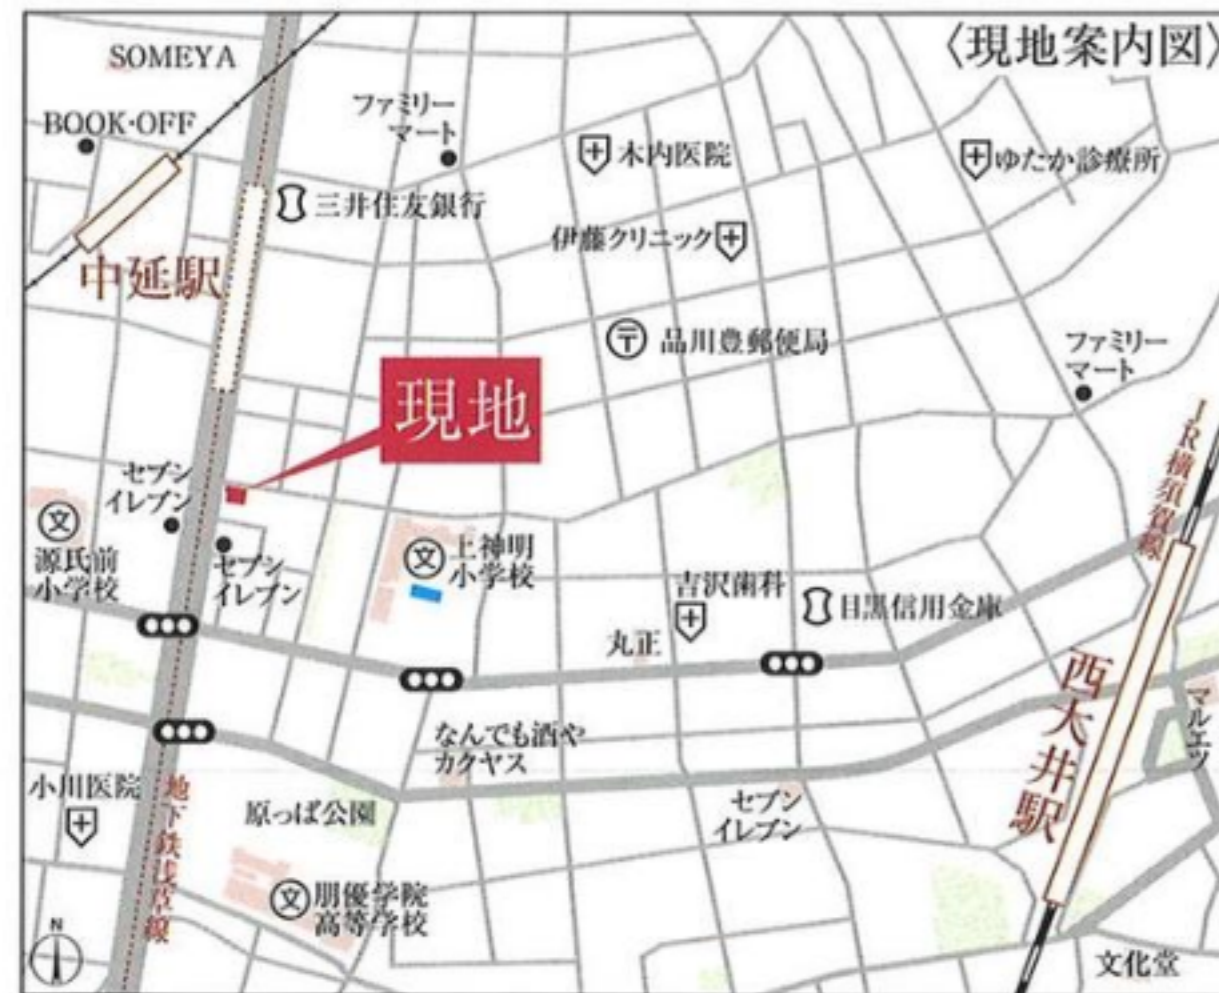 〈現地案内図〉
SOMEYA
BOOK·OFF
ファミリー
マート
木内医院
ゆたか診療所
三井住友銀行
伊藤クリニック
中延駅
〒
品川豊郵便局
ファミリー
マート
現地
JR横須賀線
セブン
イレブン
文
源氏前
小学校
セブン
イレブン
文
上神明
小学校
吉沢歯科
目黒信用金庫
丸正
西大井駅
マルエツ
なんでも酒や
カクヤス
小川医院
地下鉄浅草線
原っぱ公園
セブン
イレブン
文
朋優学院
高等学校
N
文化堂